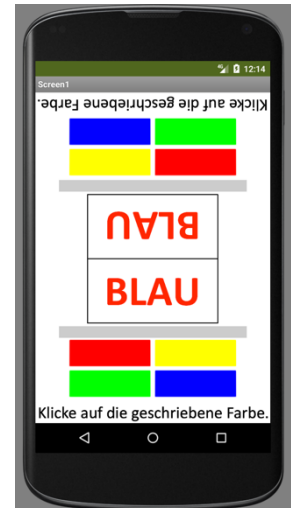 12:14
Screen1
Klicke auf die geschriebene Farbe.
BLAU
BLAU
Klicke auf die geschriebene Farbe.